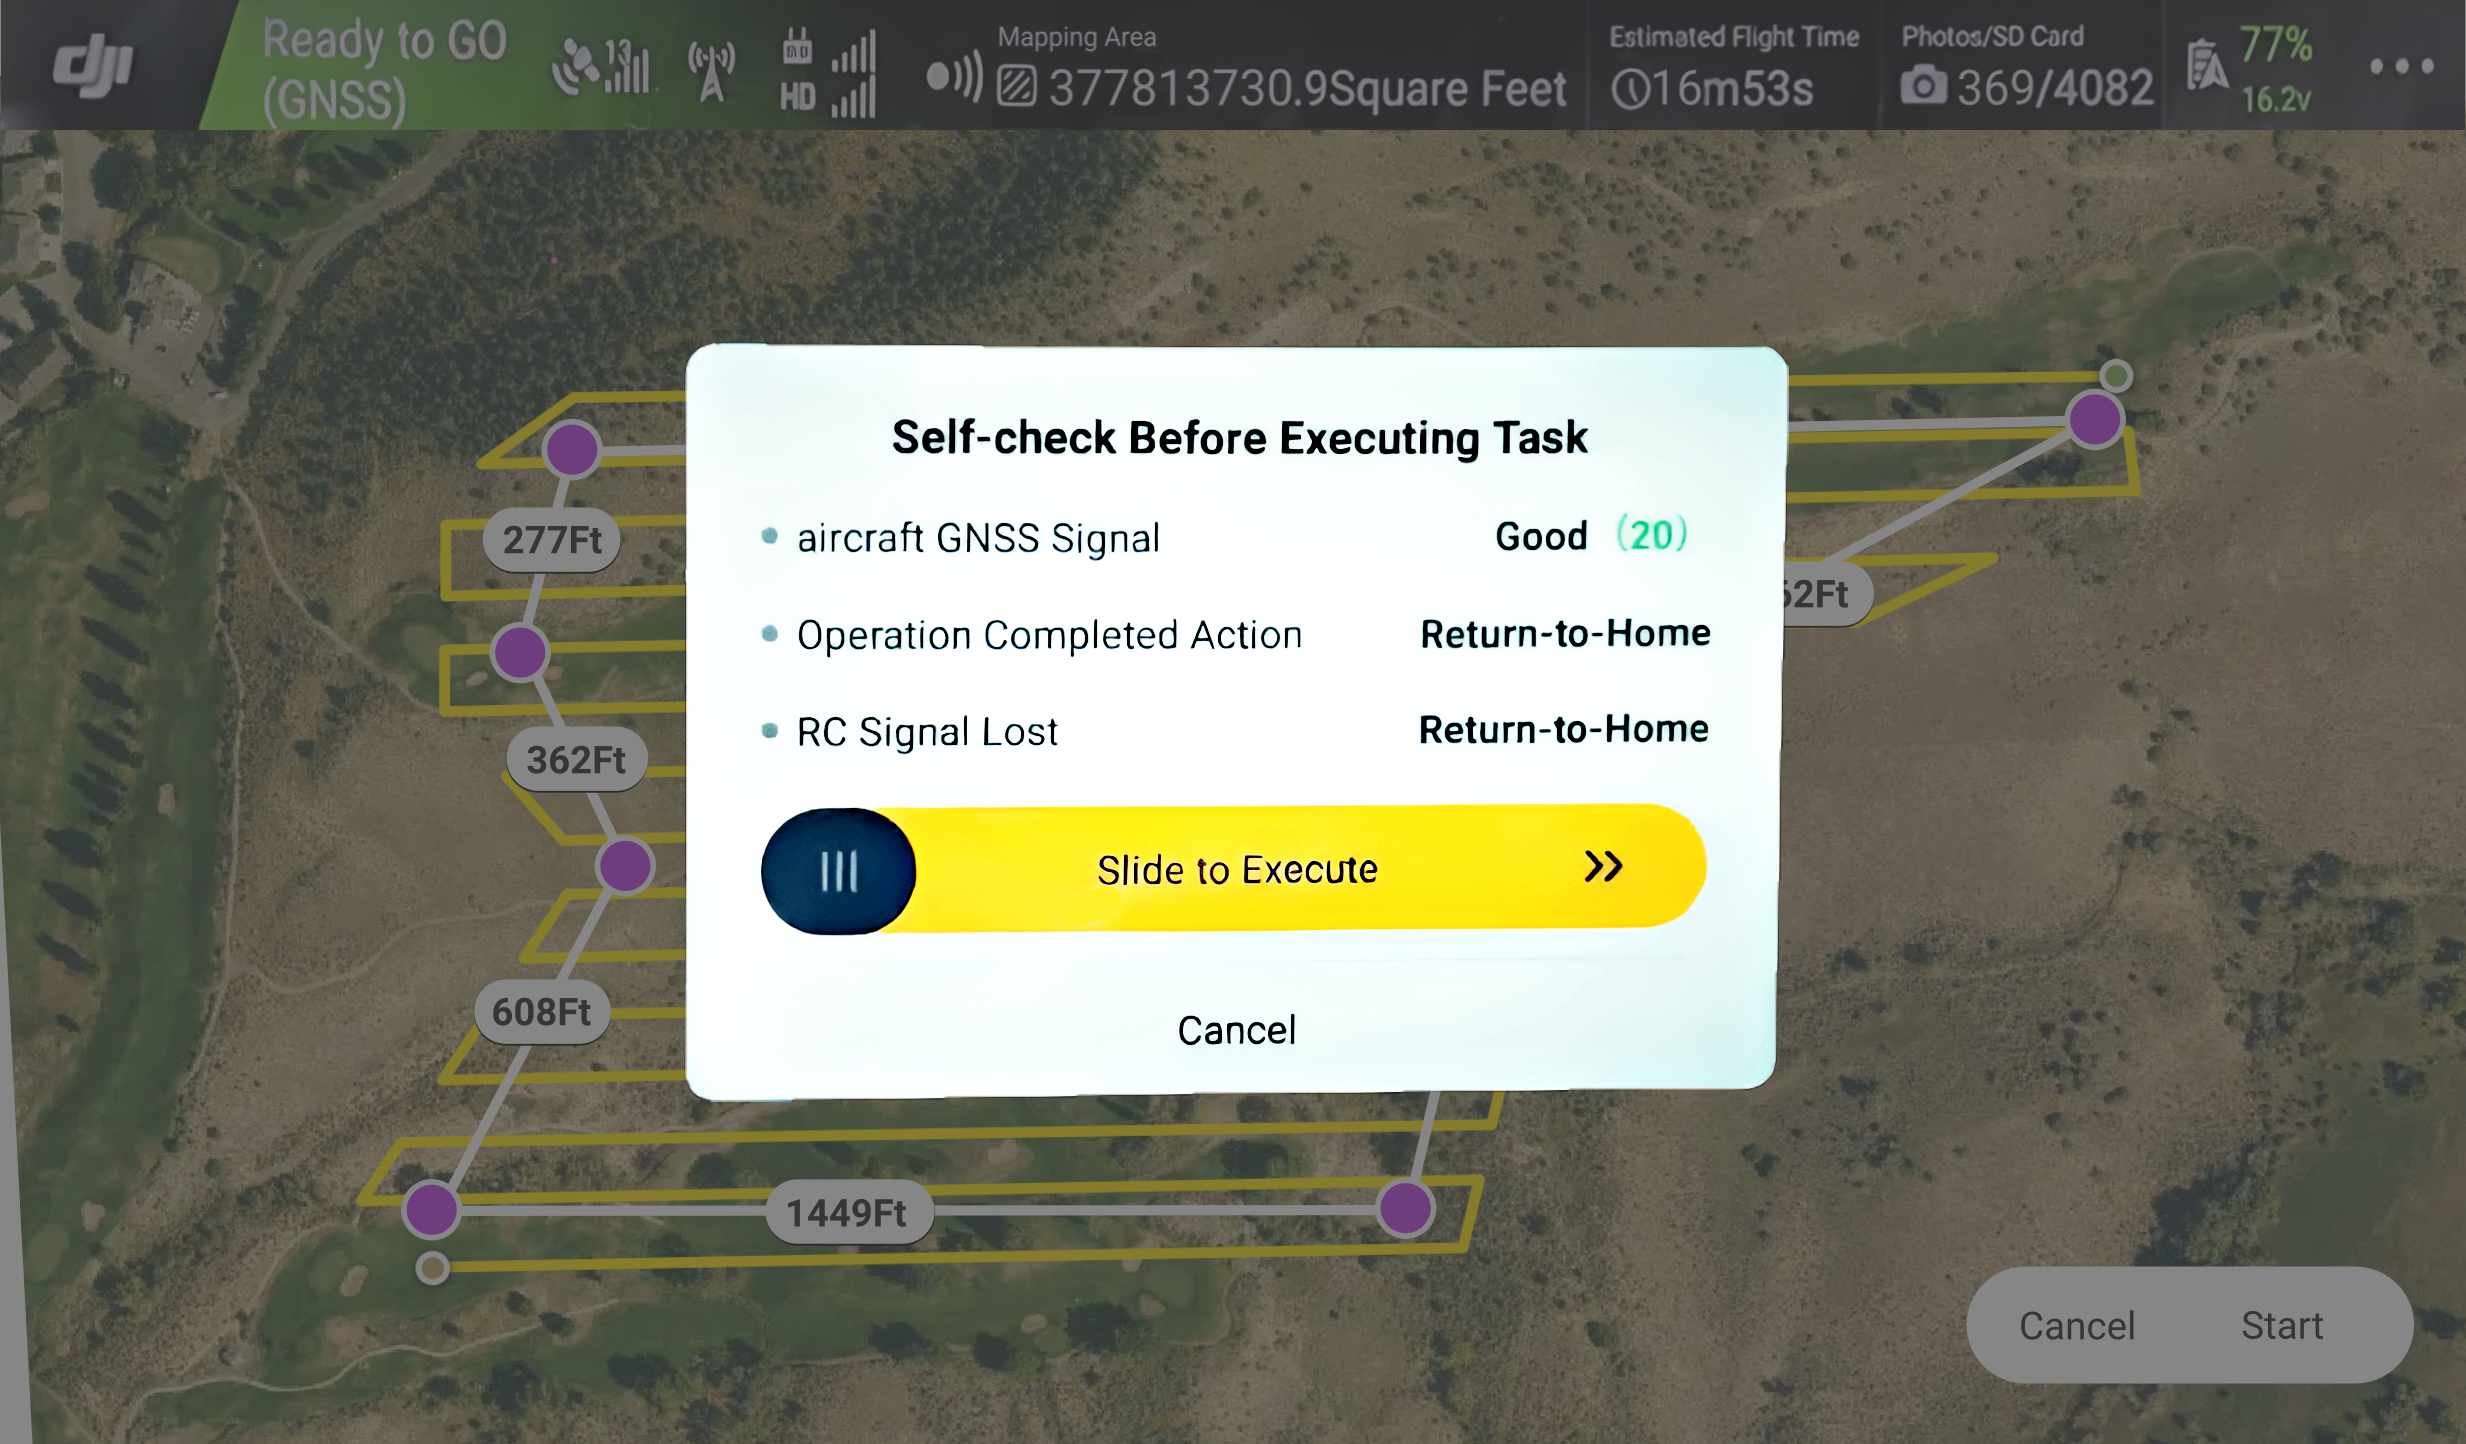 dji
Ready to GO
(GNSS)
13
HD
Mapping Area
377813730.9Square Feet
Estimated Flight Time
16m53s
Photos/SD Card
369/4082
77%
16.2v
Self-check Before Executing Task
aircraft GNSS Signal Good (20)
Operation Completed Action Return-to-Home
RC Signal Lost Return-to-Home
Slide to Execute
Cancel
277Ft
362Ft
608Ft
1449Ft
62Ft
Cancel Start